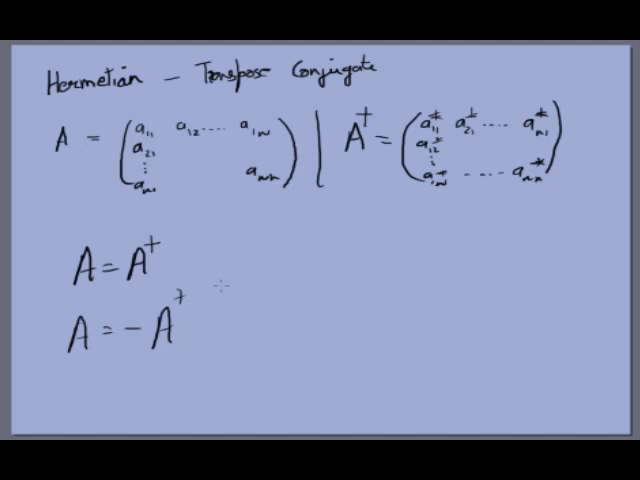 Hermetian – Transpose Conjugate
A = ( a₁₁ a₁₂ .... a₁ₙ | A† = ( a₁₁* a₂₁* .... aₙ₁*
a₂₁ a₁₂*
⋮ ⋮
aₙ₁ aₙₙ ) a₁ₙ* .... aₙₙ* )
A = A†
A = – A†